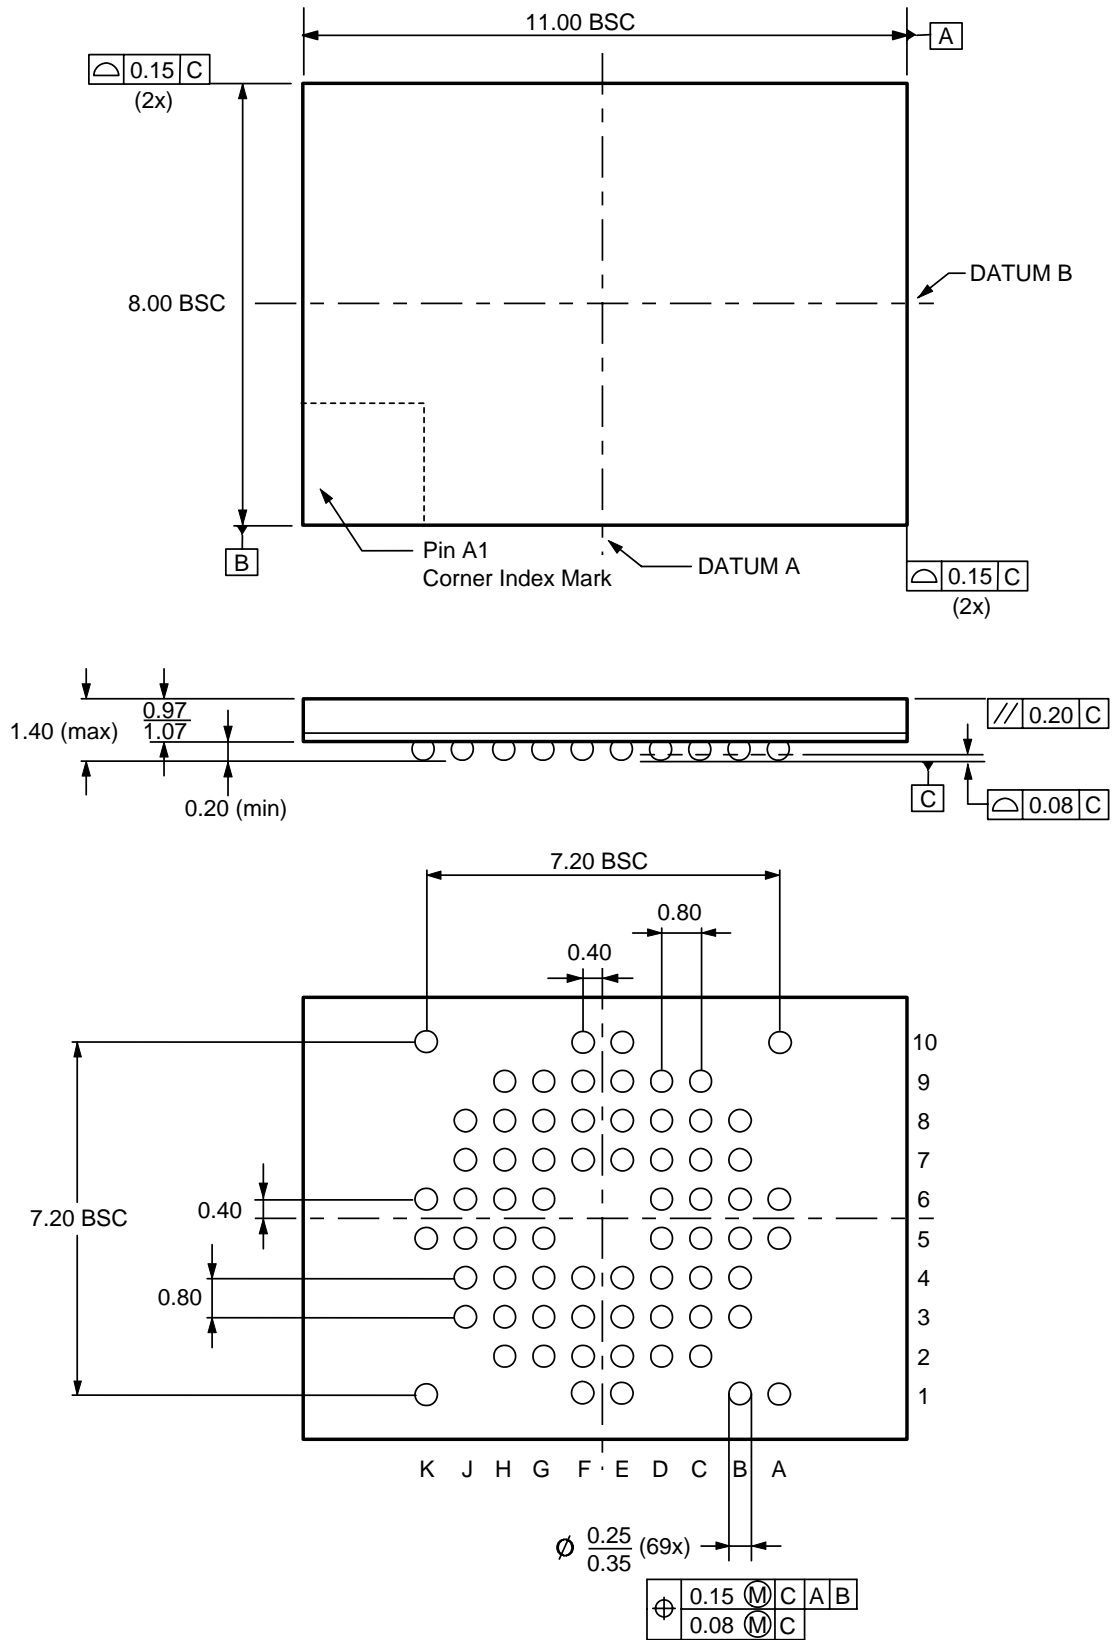 11.00 BSC
A
⌓ 0.15 C
(2x)
DATUM B
8.00 BSC
Pin A1
Corner Index Mark
DATUM A
B
⌓ 0.15 C
(2x)
0.97
1.07
1.40 (max)
0.20 (min)
// 0.20 C
C
⌓ 0.08 C
7.20 BSC
0.80
0.40
10
9
8
7
6
5
4
3
2
1
7.20 BSC
0.40
0.80
K J H G F E D C B A
Ø 0.25 (69x)
0.35
⌖ 0.15 Ⓜ C A B
0.08 Ⓜ C